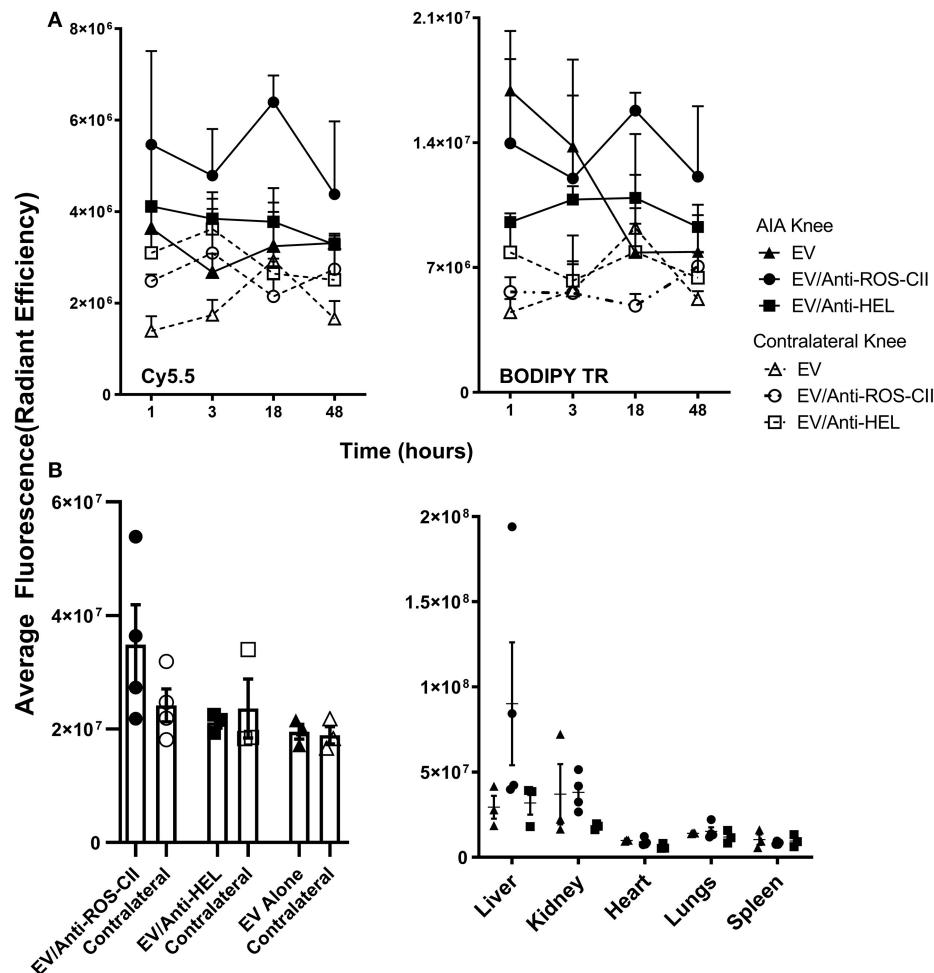 A
8×10⁶
6×10⁶
4×10⁶
2×10⁶
0
Cy5.5
1 3 18 48
2.1×10⁷
1.4×10⁷
7×10⁶
0
BODIPY TR
1 3 18 48
Time (hours)
Average Fluorescence(Radiant Efficiency)
AIA Knee
EV
EV/Anti-ROS-CII
EV/Anti-HEL
Contralateral Knee
EV
EV/Anti-ROS-CII
EV/Anti-HEL
B
6×10⁷
4×10⁷
2×10⁷
0
EV/Anti-ROS-CII
Contralateral
EV/Anti-HEL
Contralateral
EV Alone
Contralateral
2×10⁸
1.5×10⁸
1×10⁸
5×10⁷
0
Liver
Kidney
Heart
Lungs
Spleen